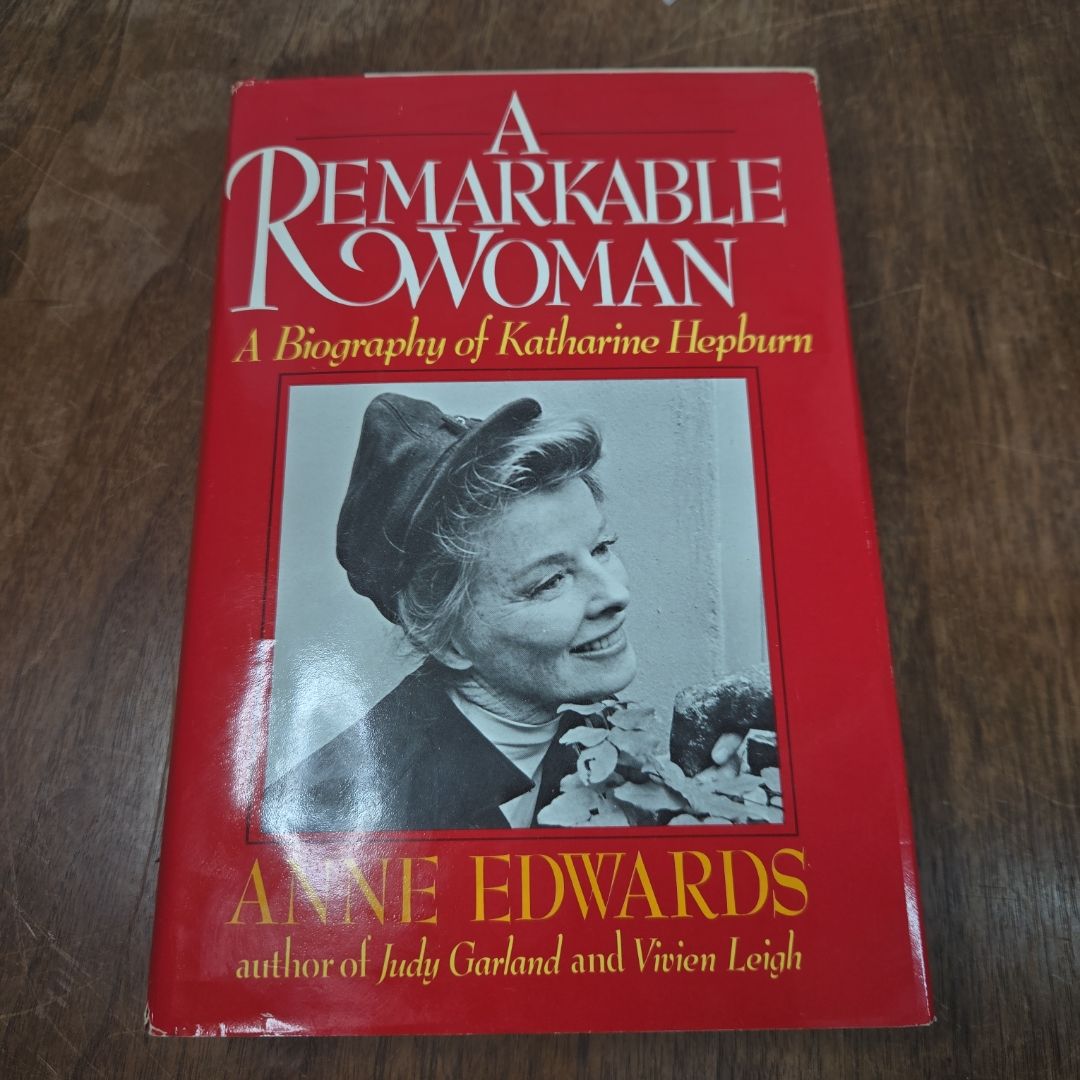 A
REMARKABLE
WOMAN
A Biography of Katharine Hepburn
ANNE EDWARDS
author of Judy Garland and Vivien Leigh